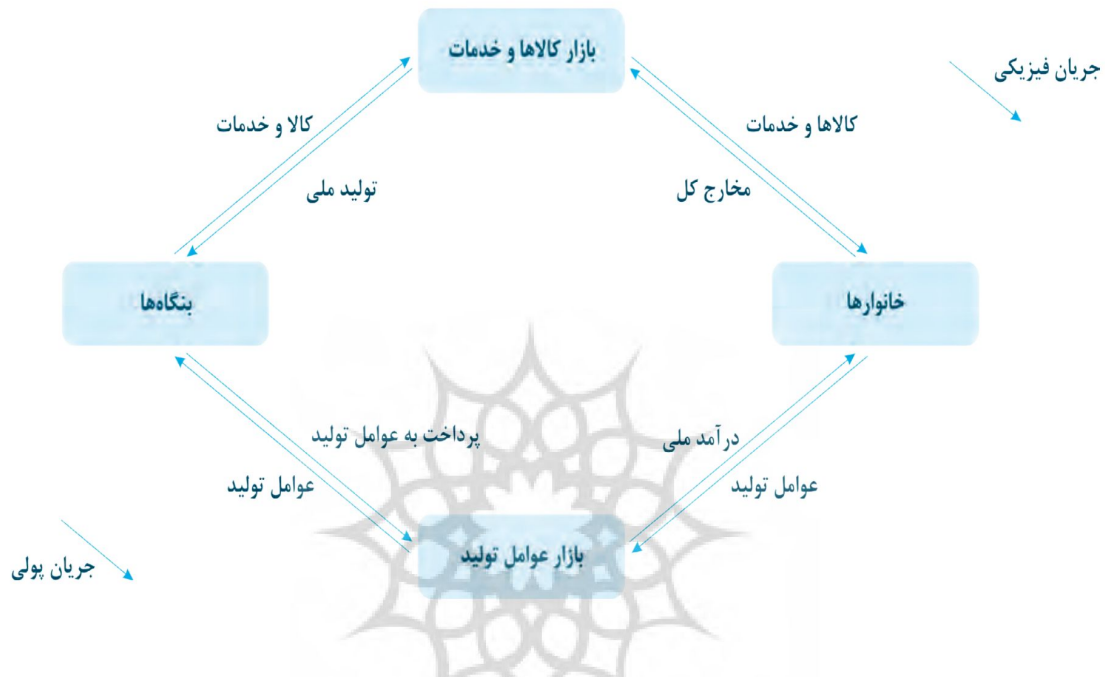 بازار کالاها و خدمات
جریان فیزیکی
کالاها و خدمات
کالا و خدمات
مخارج کل
تولید ملی
خانوارها
بنگاه‌ها
درآمد ملی
پرداخت به عوامل تولید
عوامل تولید
عوامل تولید
بازار عوامل تولید
جریان پولی